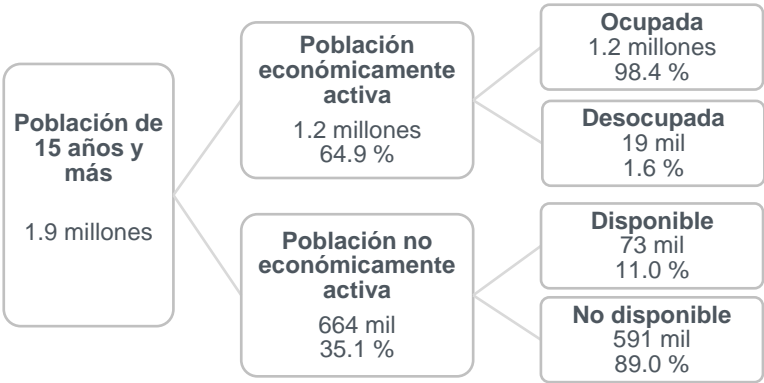 Población de
15 años y
más
1.9 millones
Población
económicamente
activa
1.2 millones
64.9 %
Ocupada
1.2 millones
98.4 %
Desocupada
19 mil
1.6 %
Población no
económicamente
activa
664 mil
35.1 %
Disponible
73 mil
11.0 %
No disponible
591 mil
89.0 %